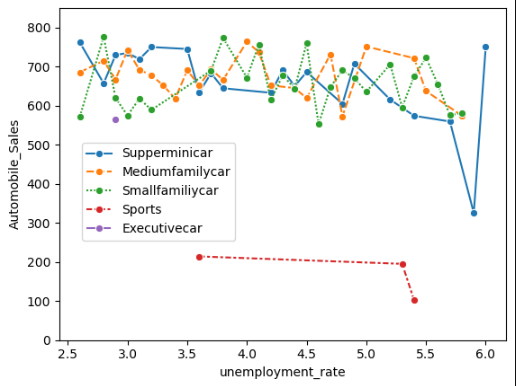 800
700
600
500
400
300
200
100
0
Automobile_Sales
Supperminicar
Mediumfamilycar
Smallfamiliycar
Sports
Executivecar
2.5 3.0 3.5 4.0 4.5 5.0 5.5 6.0
unemployment_rate